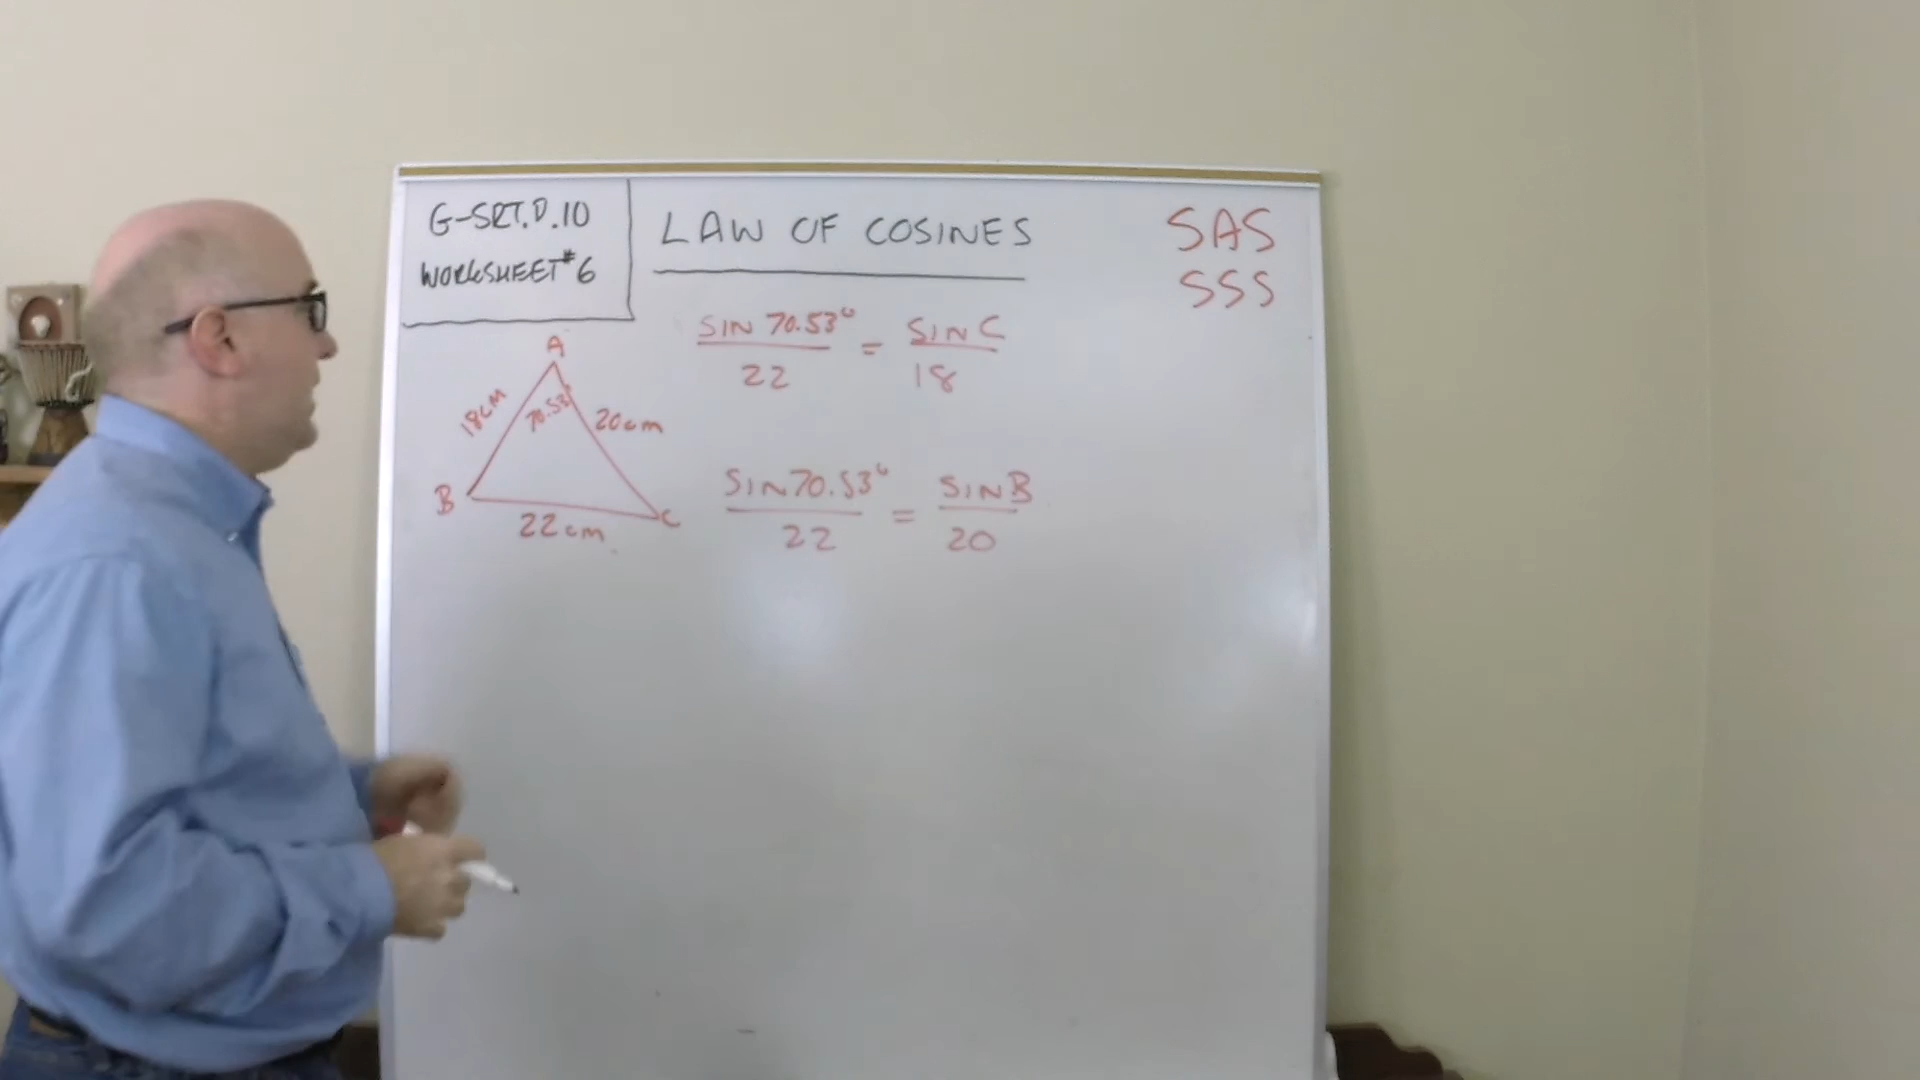 G-SRT.D.10
WORKSHEET #6
LAW OF COSINES
SAS
SSS
A
18cm
70.53°
20cm
B
22cm
C
SIN 70.53° = SIN C
22 18
SIN 70.53° = SIN B
22 20